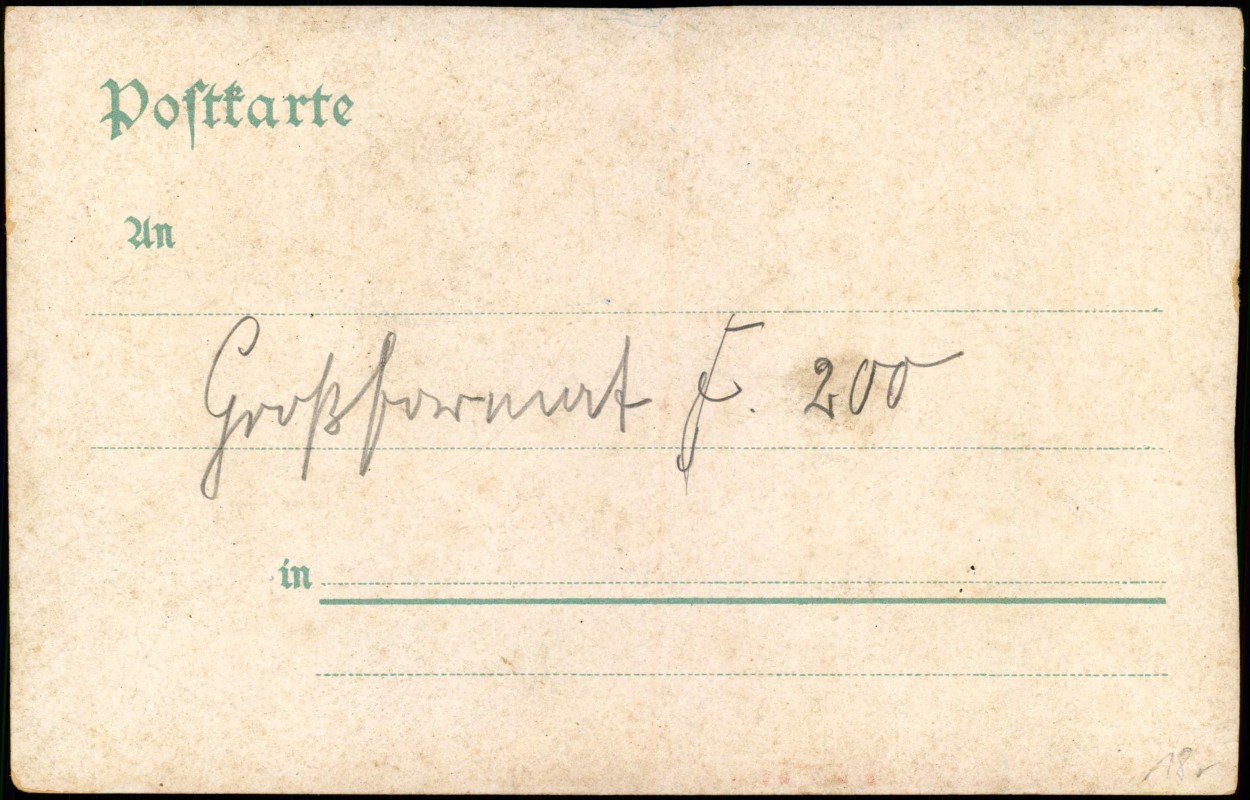 Postkarte
An
Großformat F. 200
in